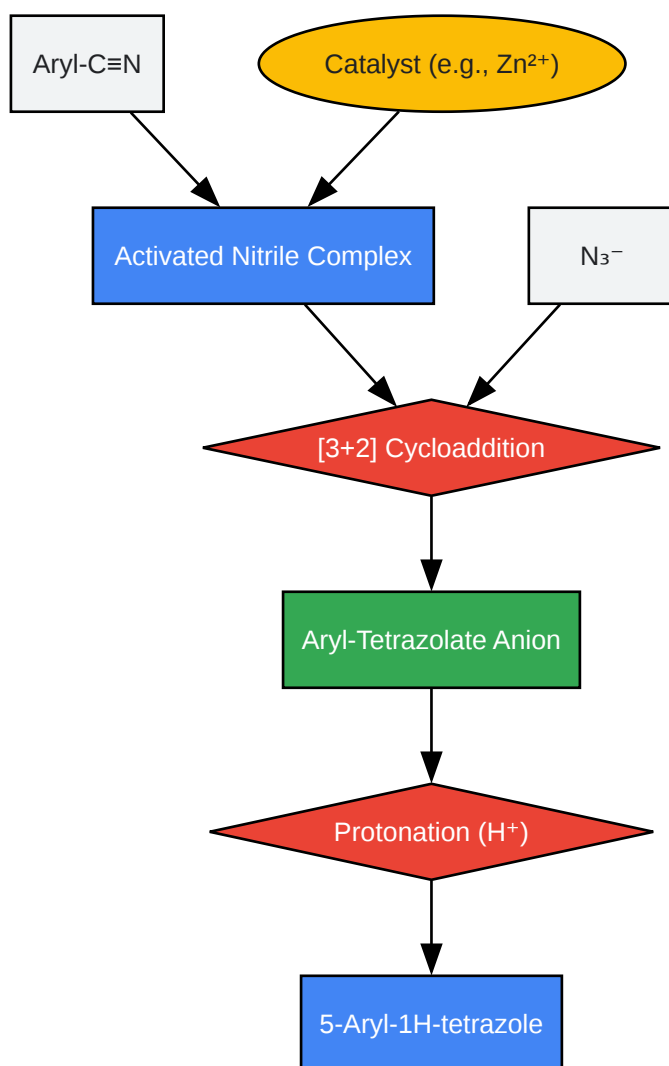 Aryl-C≡N
Catalyst (e.g., Zn²⁺)
Activated Nitrile Complex
N₃⁻
[3+2] Cycloaddition
Aryl-Tetrazolate Anion
Protonation (H⁺)
5-Aryl-1H-tetrazole